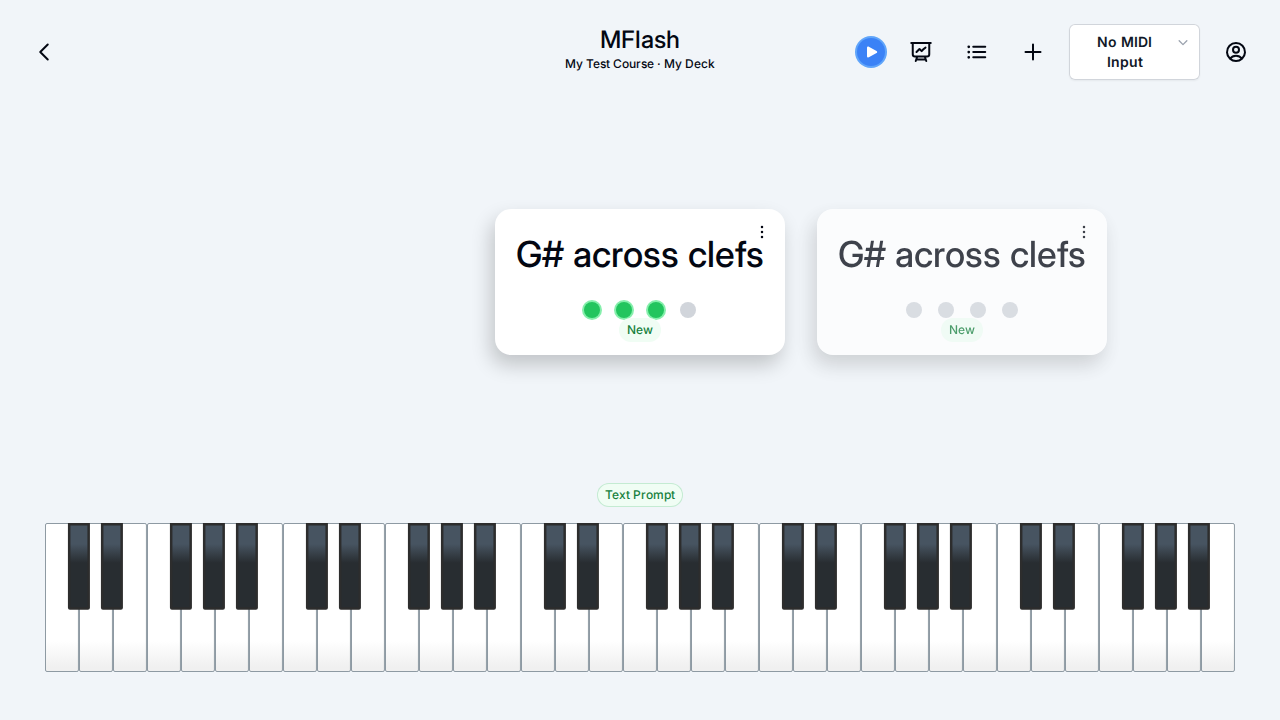 MFlash
My Test Course · My Deck
No MIDI
Input
G# across clefs
New
G# across clefs
New
Text Prompt